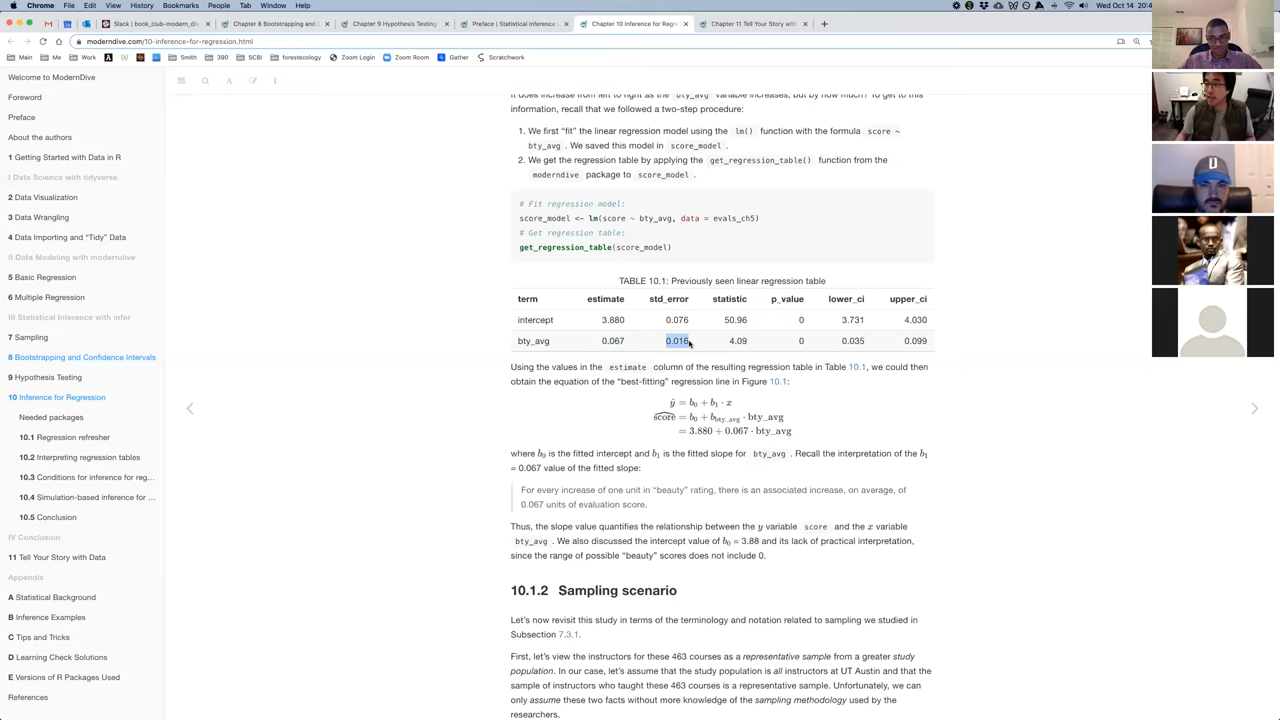 Chrome File Edit View History Bookmarks People Tab Window Help Wed Oct 14
Slack | book_club-modern_div
Chapter 8 Bootstrapping and
Chapter 9 Hypothesis Testing
Preface | Statistical Inference
Chapter 10 Inference for Regr
Chapter 11 Tell Your Story with
moderndive.com/10-inference-for-regression.html
Main Me Work Smith 390 SCBI forestecology Zoom Login Zoom Room Gather Scratchwork
Welcome to ModernDive
Foreword
Preface
About the authors
1 Getting Started with Data in R
I Data Science with tidyverse
2 Data Visualization
3 Data Wrangling
4 Data Importing and “Tidy” Data
II Data Modeling with moderndive
5 Basic Regression
6 Multiple Regression
III Statistical Inference with infer
7 Sampling
8 Bootstrapping and Confidence Intervals
9 Hypothesis Testing
10 Inference for Regression
Needed packages
10.1 Regression refresher
10.2 Interpreting regression tables
10.3 Conditions for inference for reg...
10.4 Simulation-based inference for ...
10.5 Conclusion
IV Conclusion
11 Tell Your Story with Data
Appendix
A Statistical Background
B Inference Examples
C Tips and Tricks
D Learning Check Solutions
E Versions of R Packages Used
References
It does increase from left to right as the bty_avg variable increases, but by how much? To get to this
information, recall that we followed a two-step procedure:
1. We first “fit” the linear regression model using the lm() function with the formula score ~
bty_avg . We saved this model in score_model .
2. We get the regression table by applying the get_regression_table() function from the
moderndive package to score_model .
# Fit regression model:
score_model <- lm(score ~ bty_avg, data = evals_ch5)
# Get regression table:
get_regression_table(score_model)
TABLE 10.1: Previously seen linear regression table
term estimate std_error statistic p_value lower_ci upper_ci
intercept 3.880 0.076 50.96 0 3.731 4.030
bty_avg 0.067 0.016 4.09 0 0.035 0.099
Using the values in the estimate column of the resulting regression table in Table 10.1, we could then
obtain the equation of the “best-fitting” regression line in Figure 10.1:
ŷ = b₀ + b₁ · x
score = b₀ + b_bty_avg · bty_avg
= 3.880 + 0.067 · bty_avg
where b₀ is the fitted intercept and b₁ is the fitted slope for bty_avg . Recall the interpretation of the b₁
= 0.067 value of the fitted slope:
For every increase of one unit in “beauty” rating, there is an associated increase, on average, of
0.067 units of evaluation score.
Thus, the slope value quantifies the relationship between the y variable score and the x variable
bty_avg . We also discussed the intercept value of b₀ = 3.88 and its lack of practical interpretation,
since the range of possible “beauty” scores does not include 0.
10.1.2 Sampling scenario
Let’s now revisit this study in terms of the terminology and notation related to sampling we studied in
Subsection 7.3.1.
First, let’s view the instructors for these 463 courses as a representative sample from a greater study
population. In our case, let’s assume that the study population is all instructors at UT Austin and that the
sample of instructors who taught these 463 courses is a representative sample. Unfortunately, we can
only assume these two facts without more knowledge of the sampling methodology used by the
researchers.